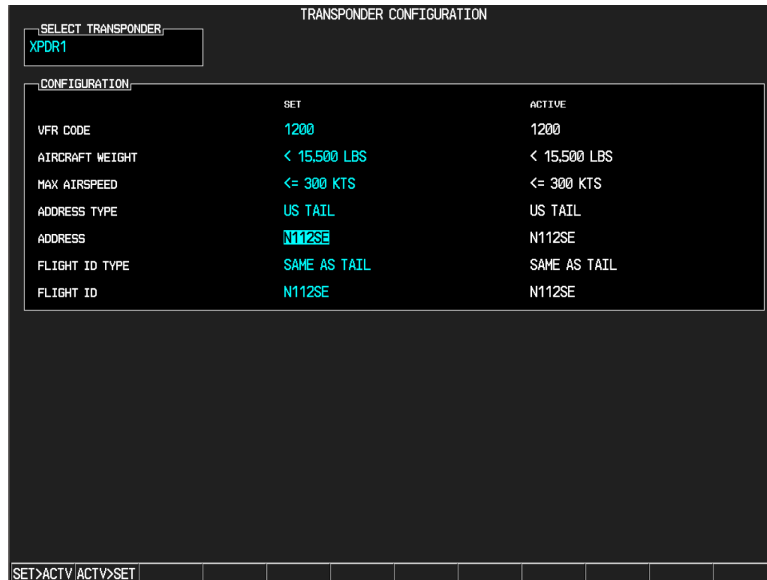 TRANSPONDER CONFIGURATION
SELECT TRANSPONDER
XPDR1
CONFIGURATION
SET ACTIVE
VFR CODE 1200 1200
AIRCRAFT WEIGHT < 15,500 LBS < 15,500 LBS
MAX AIRSPEED <= 300 KTS <= 300 KTS
ADDRESS TYPE US TAIL US TAIL
ADDRESS N112SE N112SE
FLIGHT ID TYPE SAME AS TAIL SAME AS TAIL
FLIGHT ID N112SE N112SE
SET>ACTV ACTV>SET